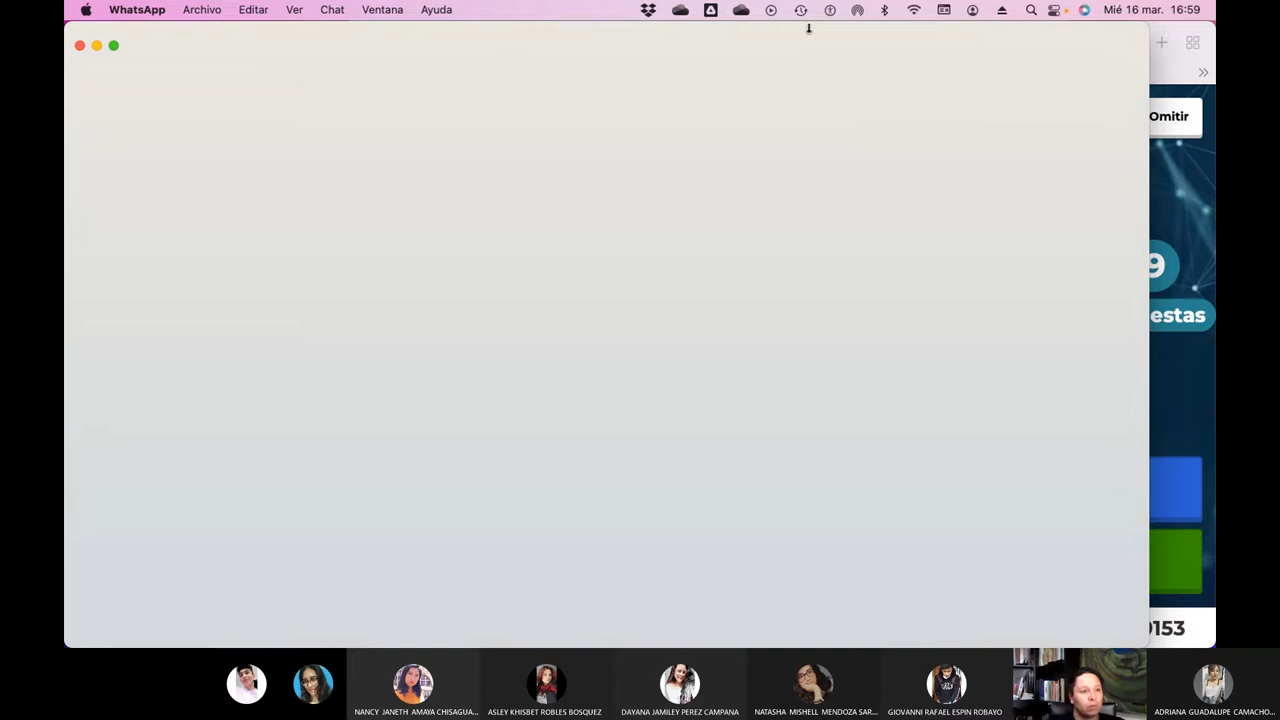 WhatsApp Archivo Editar Ver Chat Ventana Ayuda Mié 16 mar. 16:59
Omitir
9
estas
0153
NANCY JANETH AMAYA CHISAGUA... ASLEY KHISBET ROBLES BOSQUEZ DAYANA JAMILEY PEREZ CAMPANA NATASHA MISHELL MENDOZA SAR... GIOVANNI RAFAEL ESPIN ROBAYO ADRIANA GUADALUPE CAMACHO...